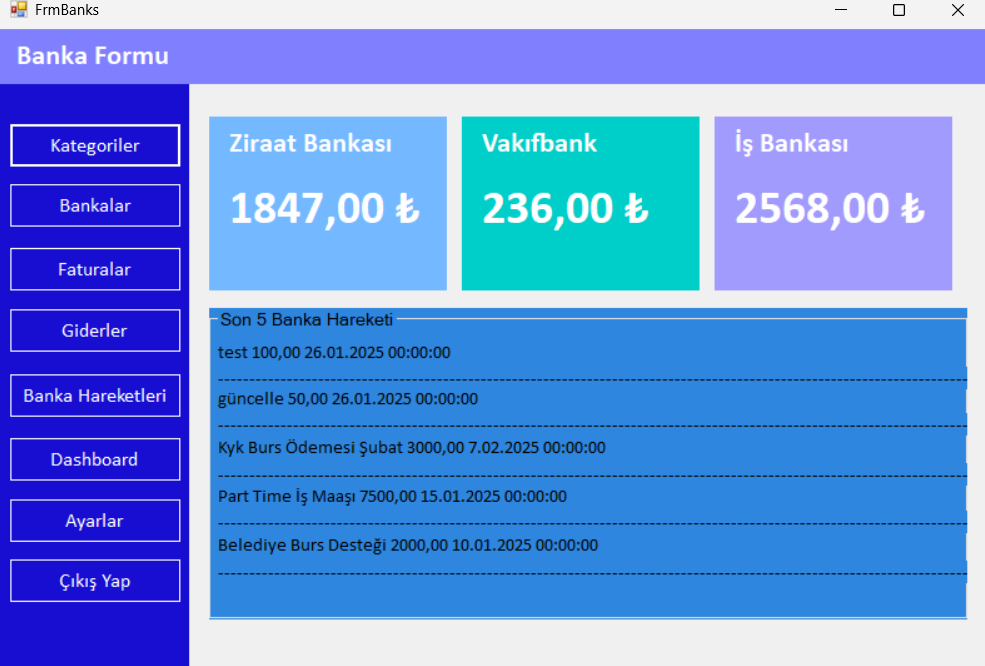 FrmBanks
Banka Formu
Kategoriler
Bankalar
Faturalar
Giderler
Banka Hareketleri
Dashboard
Ayarlar
Çıkış Yap
Ziraat Bankası
1847,00 ₺
Vakıfbank
236,00 ₺
İş Bankası
2568,00 ₺
Son 5 Banka Hareketi
test 100,00 26.01.2025 00:00:00
güncelle 50,00 26.01.2025 00:00:00
Kyk Burs Ödemesi Şubat 3000,00 7.02.2025 00:00:00
Part Time İş Maaşı 7500,00 15.01.2025 00:00:00
Belediye Burs Desteği 2000,00 10.01.2025 00:00:00